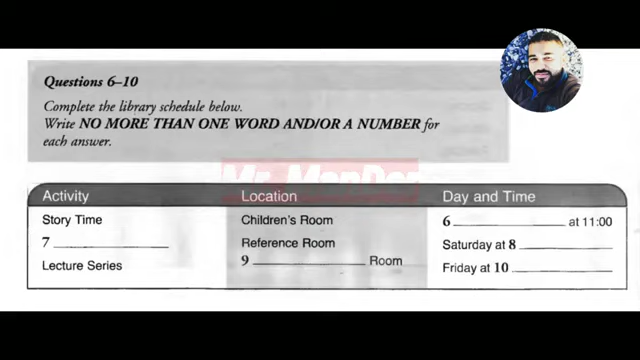 Questions 6–10
Complete the library schedule below.
Write NO MORE THAN ONE WORD AND/OR A NUMBER for
each answer.
Activity Location Day and Time
Story Time Children's Room 6 at 11:00
7 Reference Room Saturday at 8
Lecture Series 9 Room Friday at 10